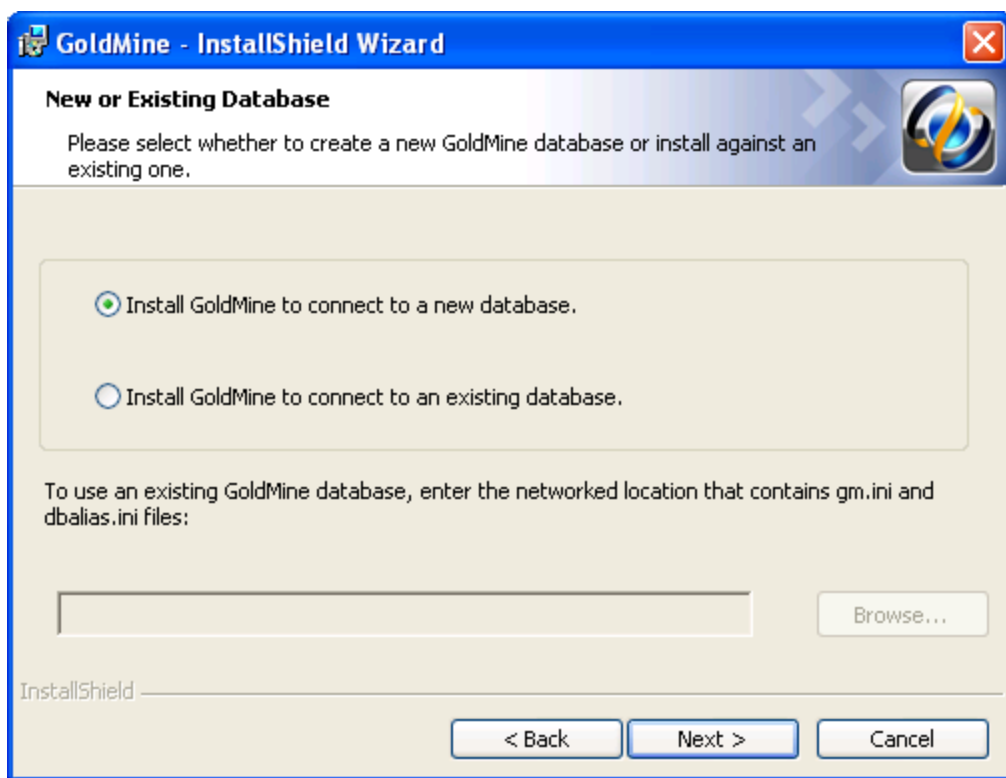 GoldMine - InstallShield Wizard
New or Existing Database
Please select whether to create a new GoldMine database or install against an
existing one.
Install GoldMine to connect to a new database.
Install GoldMine to connect to an existing database.
To use an existing GoldMine database, enter the networked location that contains gm.ini and
dbalias.ini files:
Browse...
InstallShield
< Back
Next >
Cancel